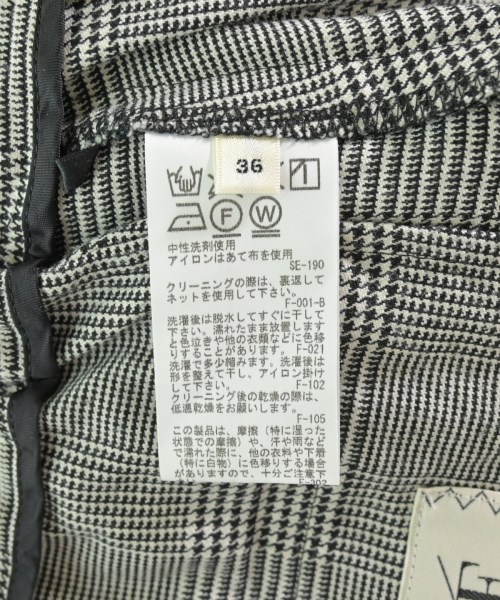 36
F
W
中性洗剤使用
アイロンはあて布を使用
SE-190
クリーニングの際は、裏返して
ネットを使用して下さい。
F-001-B
洗濯後は脱水してすぐに干して
下さい。濡れたまま放置します
と色泣きや他の衣類などに色移
りすることがあります。 F-021
洗濯で多少縮みます。洗濯後は
形を整えて干し、アイロン掛け
して下さい。 F-102
クリーニング後の乾燥の際は、
低温乾燥をお願いします。
F-105
この製品は、摩擦（特に湿った
状態での摩擦）や、汗や雨など
で濡れた際に、他の衣料や下着
（特に白物）に色移りする場合
がありますので、十分ご注意下
F-302